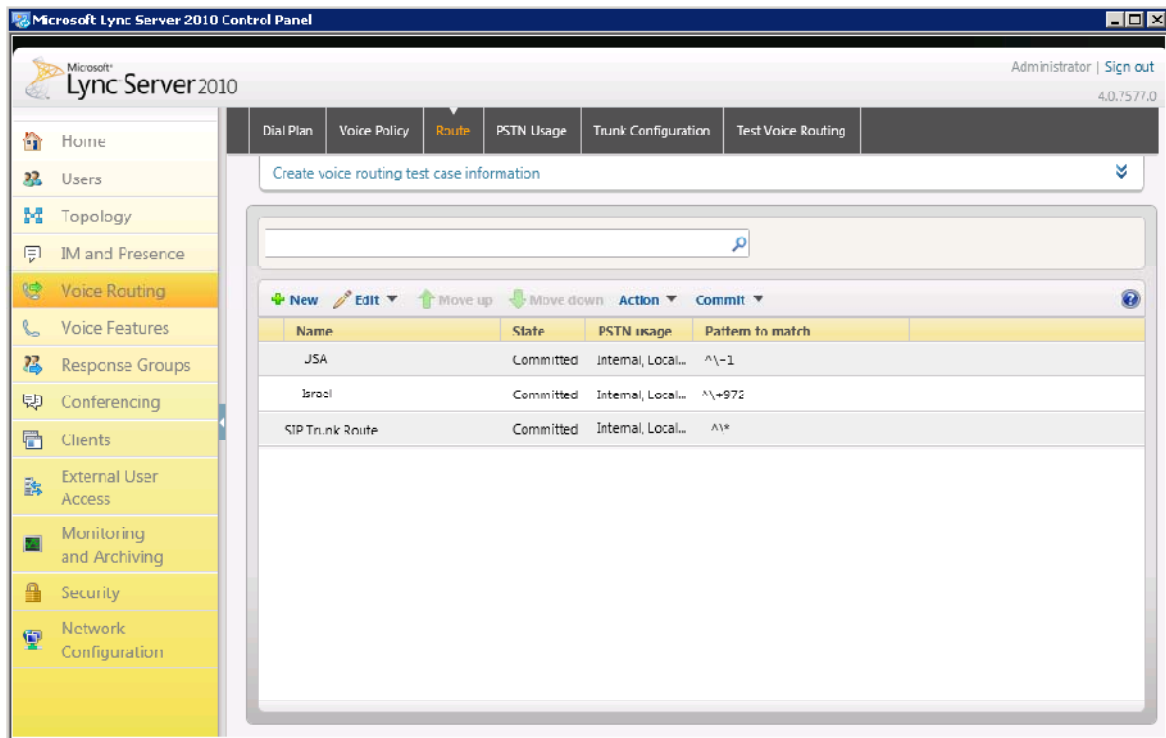 Microsoft Lync Server 2010 Control Panel
Microsoft®
Lync Server 2010
Administrator | Sign out
4.0.7577.0
Home
Users
Topology
IM and Presence
Voice Routing
Voice Features
Response Groups
Conferencing
Clients
External User
Access
Monitoring
and Archiving
Security
Network
Configuration
Dial Plan Voice Policy Route PSTN Usage Trunk Configuration Test Voice Routing
Create voice routing test case information
New Edit Move up Move down Action Commit
Name State PSTN usage Pattern to match
USA Committed Internal, Local... ^\+1
Israel Committed Internal, Local... ^\+972
SIP Trunk Route Committed Internal, Local... ^\*